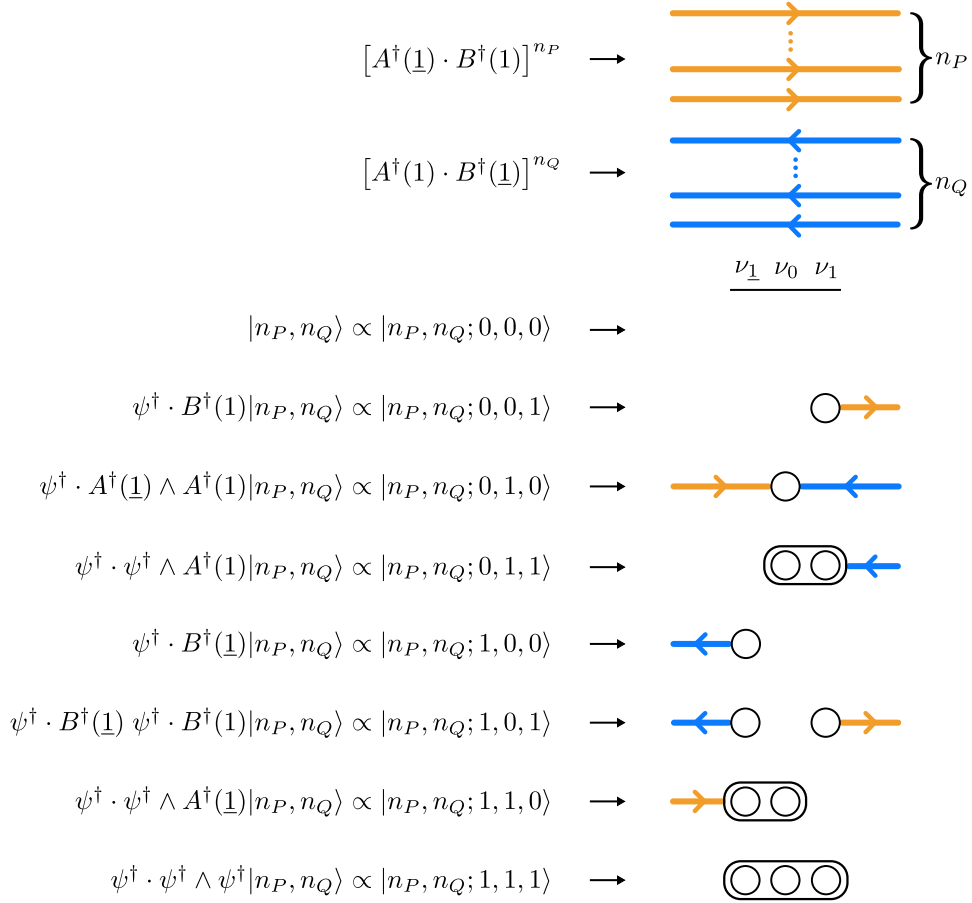 [A†(1̲) · B†(1)]^{n_P} → n_P
[A†(1) · B†(1̲)]^{n_Q} → n_Q
ν_{1̲} ν_0 ν_1
|n_P, n_Q⟩ ∝ |n_P, n_Q; 0, 0, 0⟩ →
ψ† · B†(1)|n_P, n_Q⟩ ∝ |n_P, n_Q; 0, 0, 1⟩ →
ψ† · A†(1̲) ∧ A†(1)|n_P, n_Q⟩ ∝ |n_P, n_Q; 0, 1, 0⟩ →
ψ† · ψ† ∧ A†(1)|n_P, n_Q⟩ ∝ |n_P, n_Q; 0, 1, 1⟩ →
ψ† · B†(1̲)|n_P, n_Q⟩ ∝ |n_P, n_Q; 1, 0, 0⟩ →
ψ† · B†(1̲) ψ† · B†(1)|n_P, n_Q⟩ ∝ |n_P, n_Q; 1, 0, 1⟩ →
ψ† · ψ† ∧ A†(1̲)|n_P, n_Q⟩ ∝ |n_P, n_Q; 1, 1, 0⟩ →
ψ† · ψ† ∧ ψ†|n_P, n_Q⟩ ∝ |n_P, n_Q; 1, 1, 1⟩ →